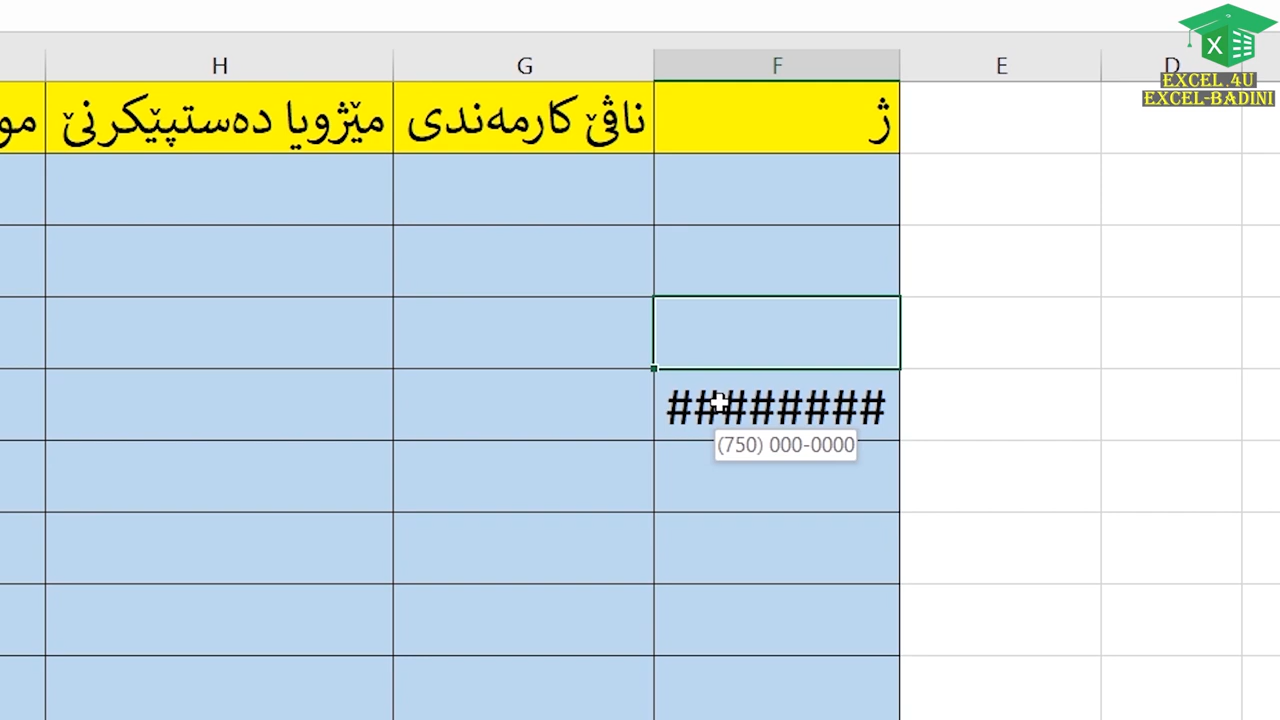 EXCEL.4U
EXCEL-BADINI
D
E
F
G
H
ژ
ناڤێ کارمەندی
مێژویا دەستپێکرنێ
########
(750) 000-0000